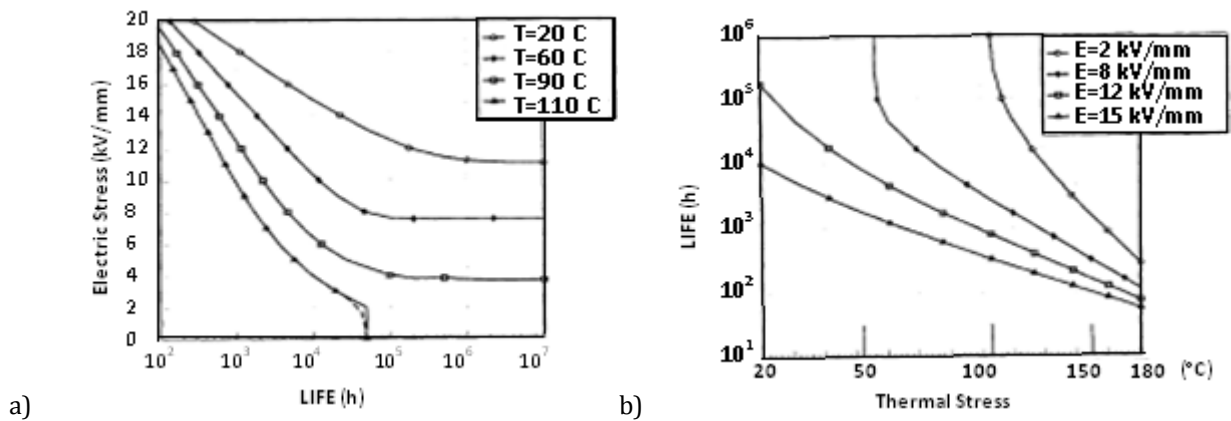 a)
Electric Stress (kV/mm)
20
18
16
14
12
10
8
6
4
2
0
10²
10³
10⁴
10⁵
10⁶
10⁷
LIFE (h)
T=20 C
T=60 C
T=90 C
T=110 C
b)
LIFE (h)
10⁶
10⁵
10⁴
10³
10²
10¹
20
50
100
150
180
(°C)
Thermal Stress
E=2 kV/mm
E=8 kV/mm
E=12 kV/mm
E=15 kV/mm